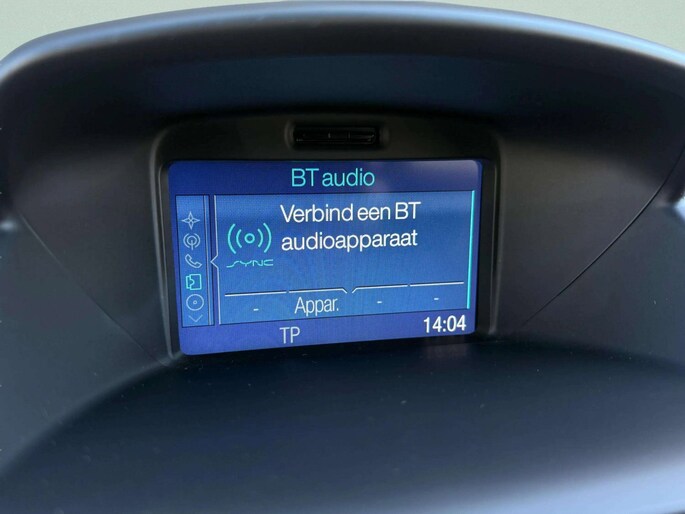 BT audio
Verbind een BT
audioapparaat
SYNC
- Appar. - -
TP 14:04